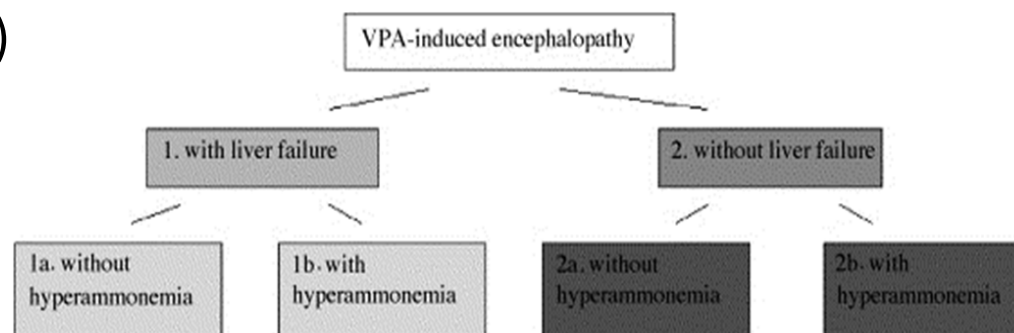 )
VPA-induced encephalopathy
1. with liver failure
2. without liver failure
1a. without
hyperammonemia
1b. with
hyperammonemia
2a. without
hyperammonemia
2b. with
hyperammonemia